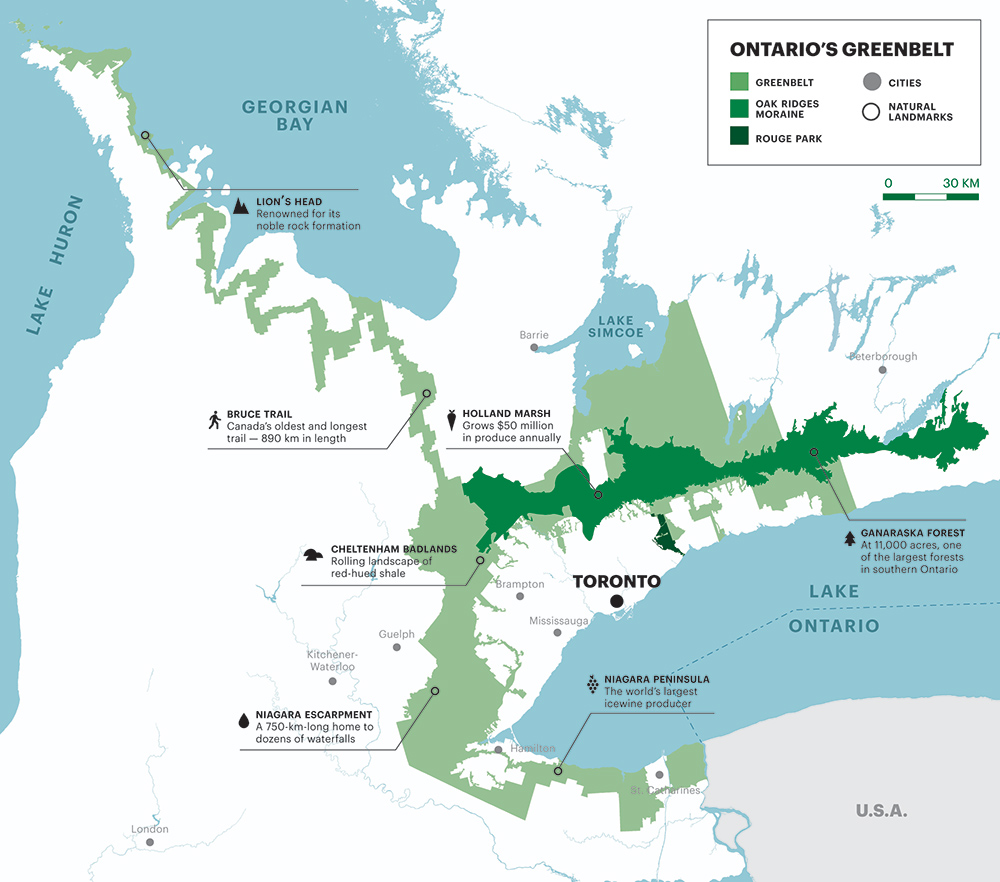 ONTARIO'S GREENBELT
GREENBELT
OAK RIDGES
MORAINE
ROUGE PARK
CITIES
NATURAL
LANDMARKS
0 30 KM
GEORGIAN
BAY
LAKE HURON
LION'S HEAD
Renowned for its
noble rock formation
LAKE
SIMCOE
Barrie
Peterborough
BRUCE TRAIL
Canada's oldest and longest
trail — 890 km in length
HOLLAND MARSH
Grows $50 million
in produce annually
GANARASKA FOREST
At 11,000 acres, one
of the largest forests
in southern Ontario
CHELTENHAM BADLANDS
Rolling landscape of
red-hued shale
Brampton
TORONTO
Mississauga
LAKE
ONTARIO
Guelph
Kitchener-
Waterloo
NIAGARA PENINSULA
The world's largest
icewine producer
NIAGARA ESCARPMENT
A 750-km-long home to
dozens of waterfalls
Hamilton
St. Catharines
U.S.A.
London